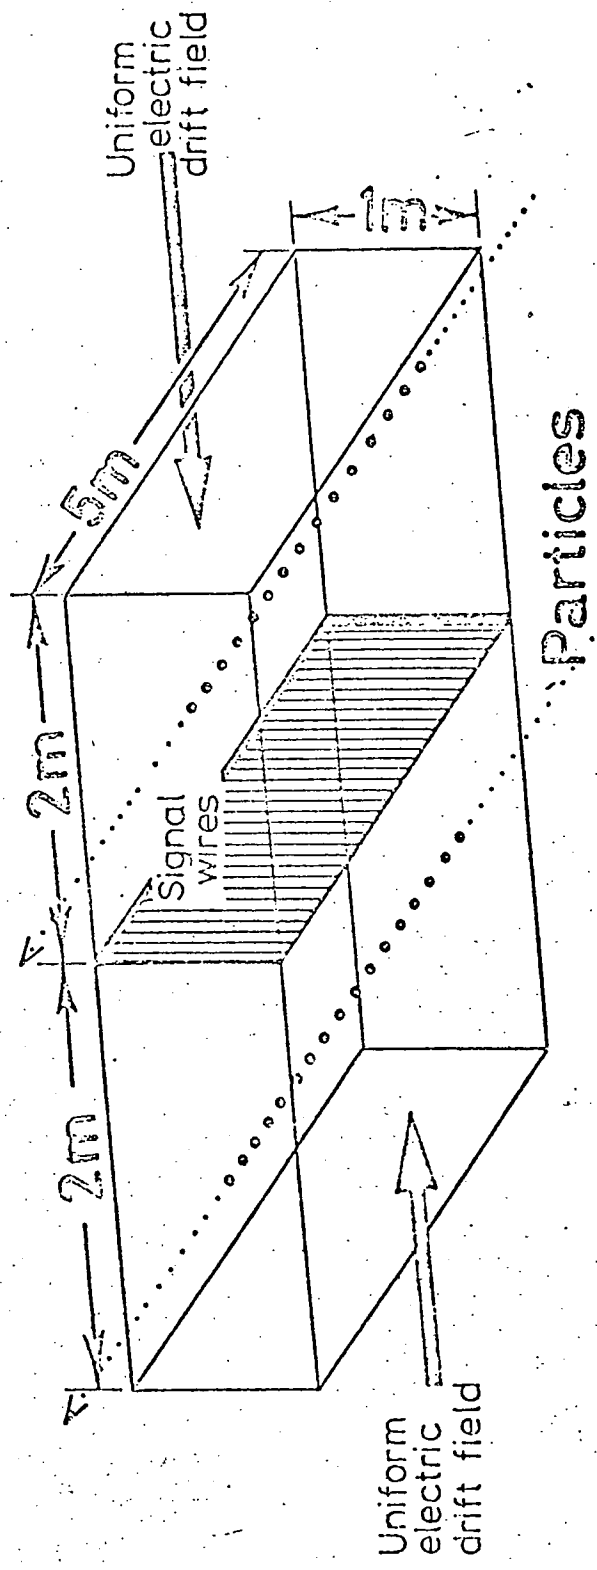 Uniform
electric
drift field
2m
2m
5m
Signal
wires
1m
Uniform
electric
drift field
Particles